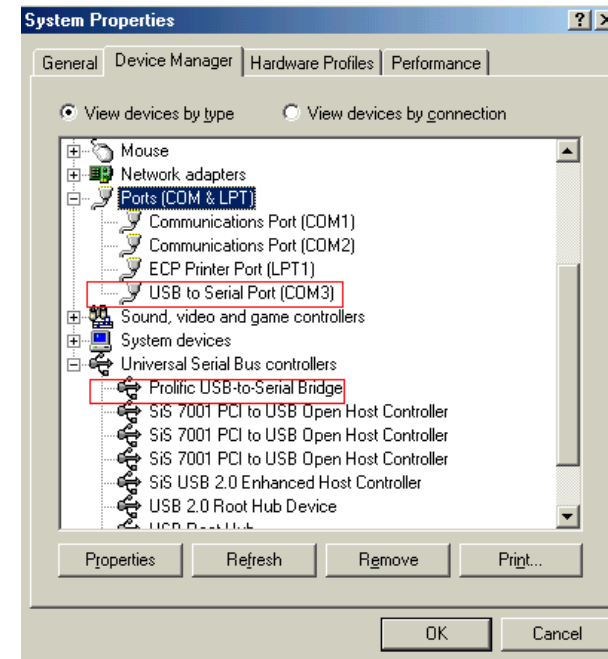 System Properties
General Device Manager Hardware Profiles Performance
View devices by type View devices by connection
Mouse
Network adapters
Ports (COM & LPT)
Communications Port (COM1)
Communications Port (COM2)
ECP Printer Port (LPT1)
USB to Serial Port (COM3)
Sound, video and game controllers
System devices
Universal Serial Bus controllers
Prolific USB-to-Serial Bridge
SiS 7001 PCI to USB Open Host Controller
SiS 7001 PCI to USB Open Host Controller
SiS 7001 PCI to USB Open Host Controller
SiS USB 2.0 Enhanced Host Controller
USB 2.0 Root Hub Device
USB Root Hub
Properties Refresh Remove Print...
OK Cancel